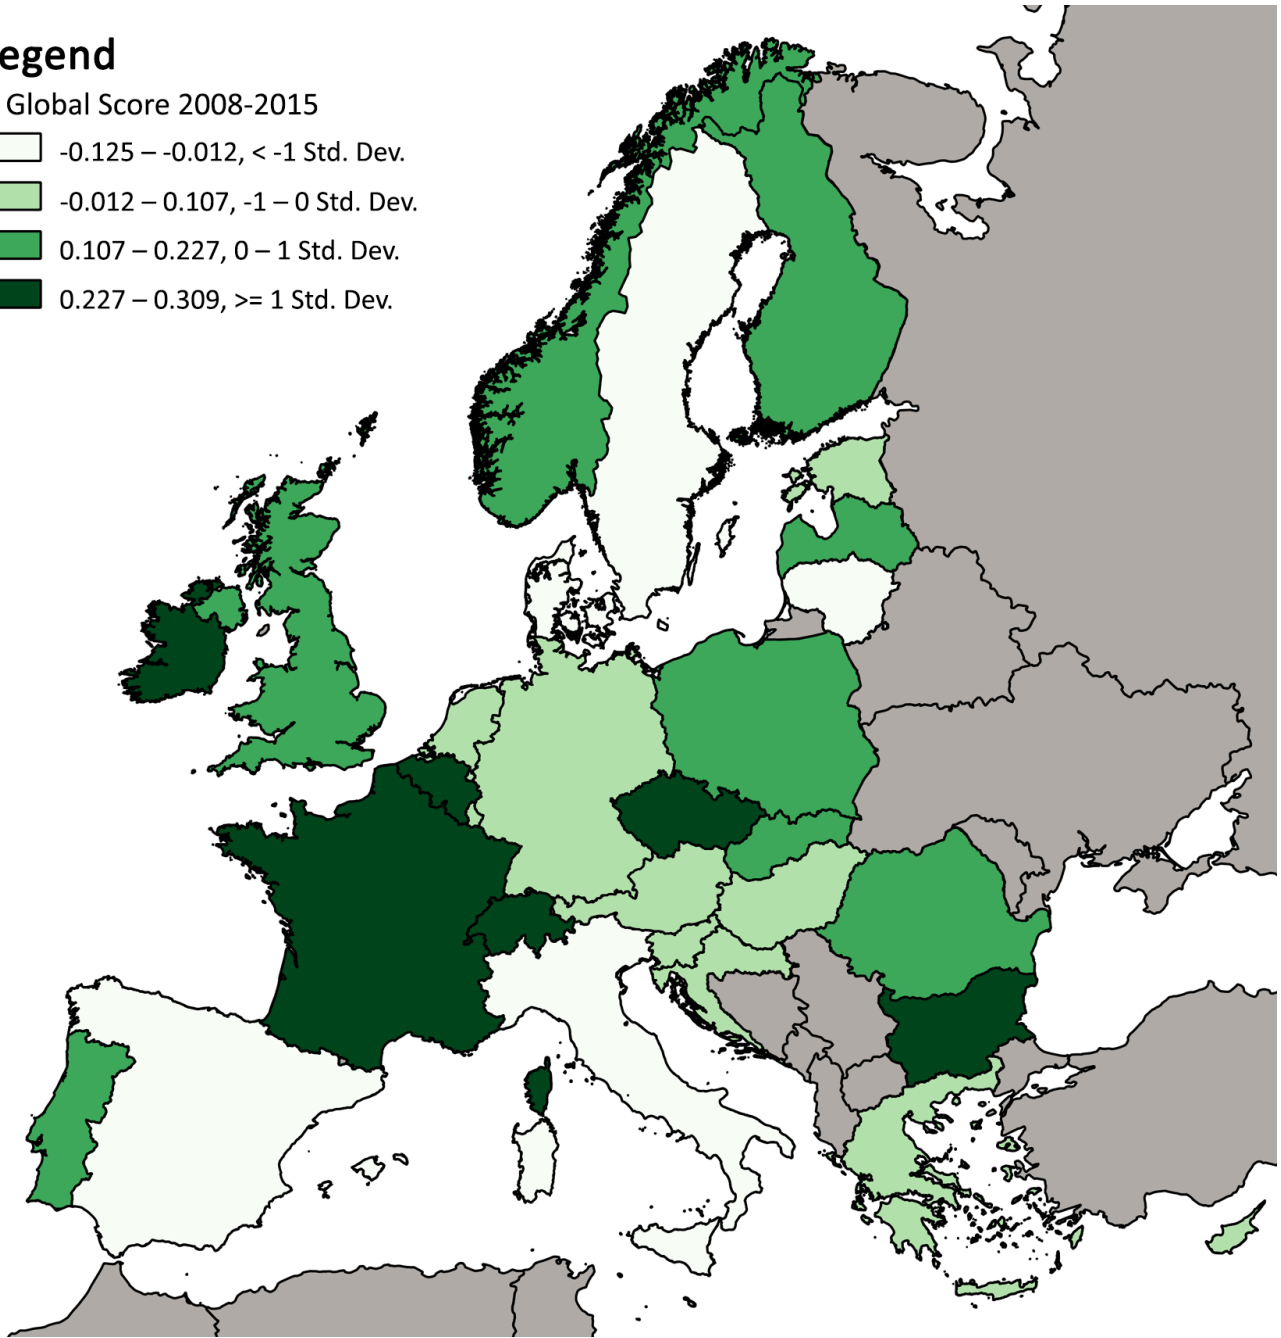 egend
Global Score 2008-2015
-0.125 – -0.012, < -1 Std. Dev.
-0.012 – 0.107, -1 – 0 Std. Dev.
0.107 – 0.227, 0 – 1 Std. Dev.
0.227 – 0.309, >= 1 Std. Dev.